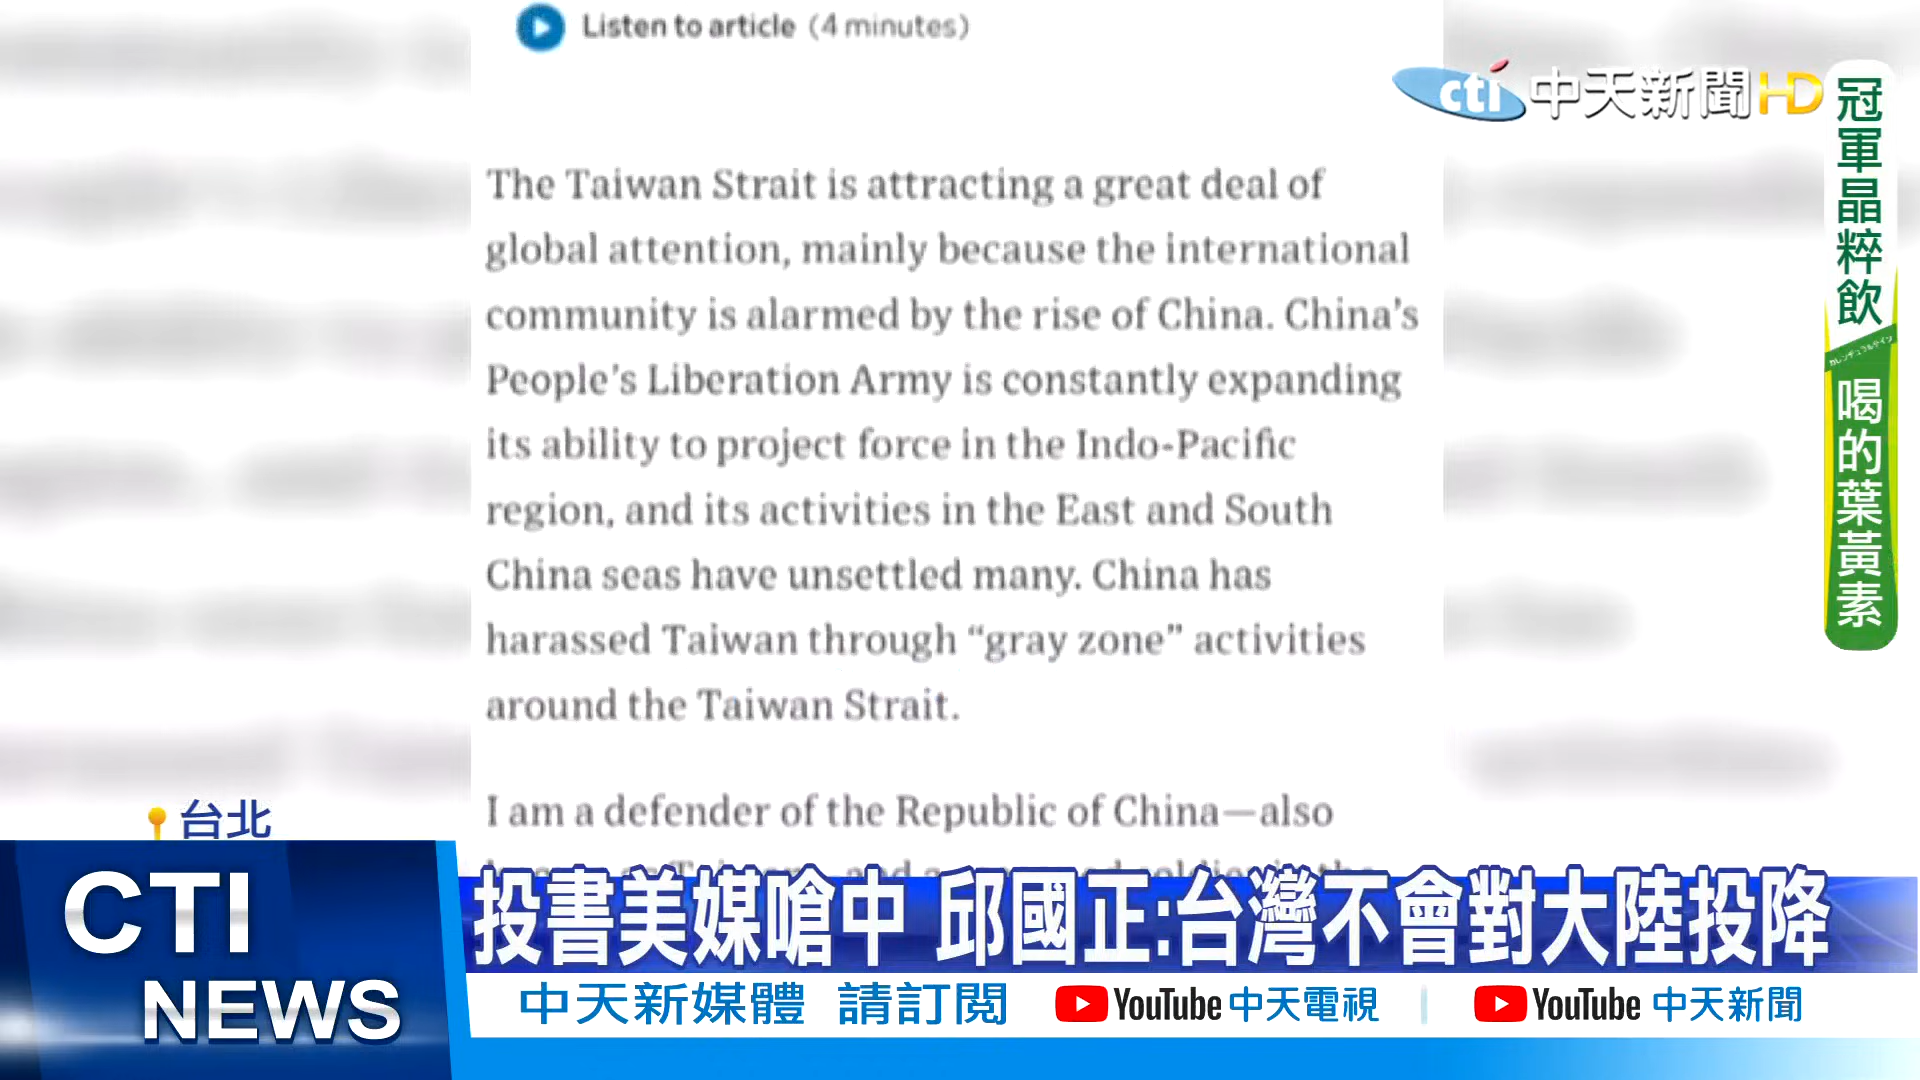 Listen to article (4 minutes)
The Taiwan Strait is attracting a great deal of
global attention, mainly because the international
community is alarmed by the rise of China. China's
People's Liberation Army is constantly expanding
its ability to project force in the Indo-Pacific
region, and its activities in the East and South
China seas have unsettled many. China has
harassed Taiwan through “gray zone” activities
around the Taiwan Strait.
I am a defender of the Republic of China—also
cti 中天新聞HD
冠軍晶粹飲
喝的葉黃素
台北
CTI
NEWS
投書美媒嗆中 邱國正:台灣不會對大陸投降
中天新媒體 請訂閱 YouTube 中天電視 | YouTube 中天新聞